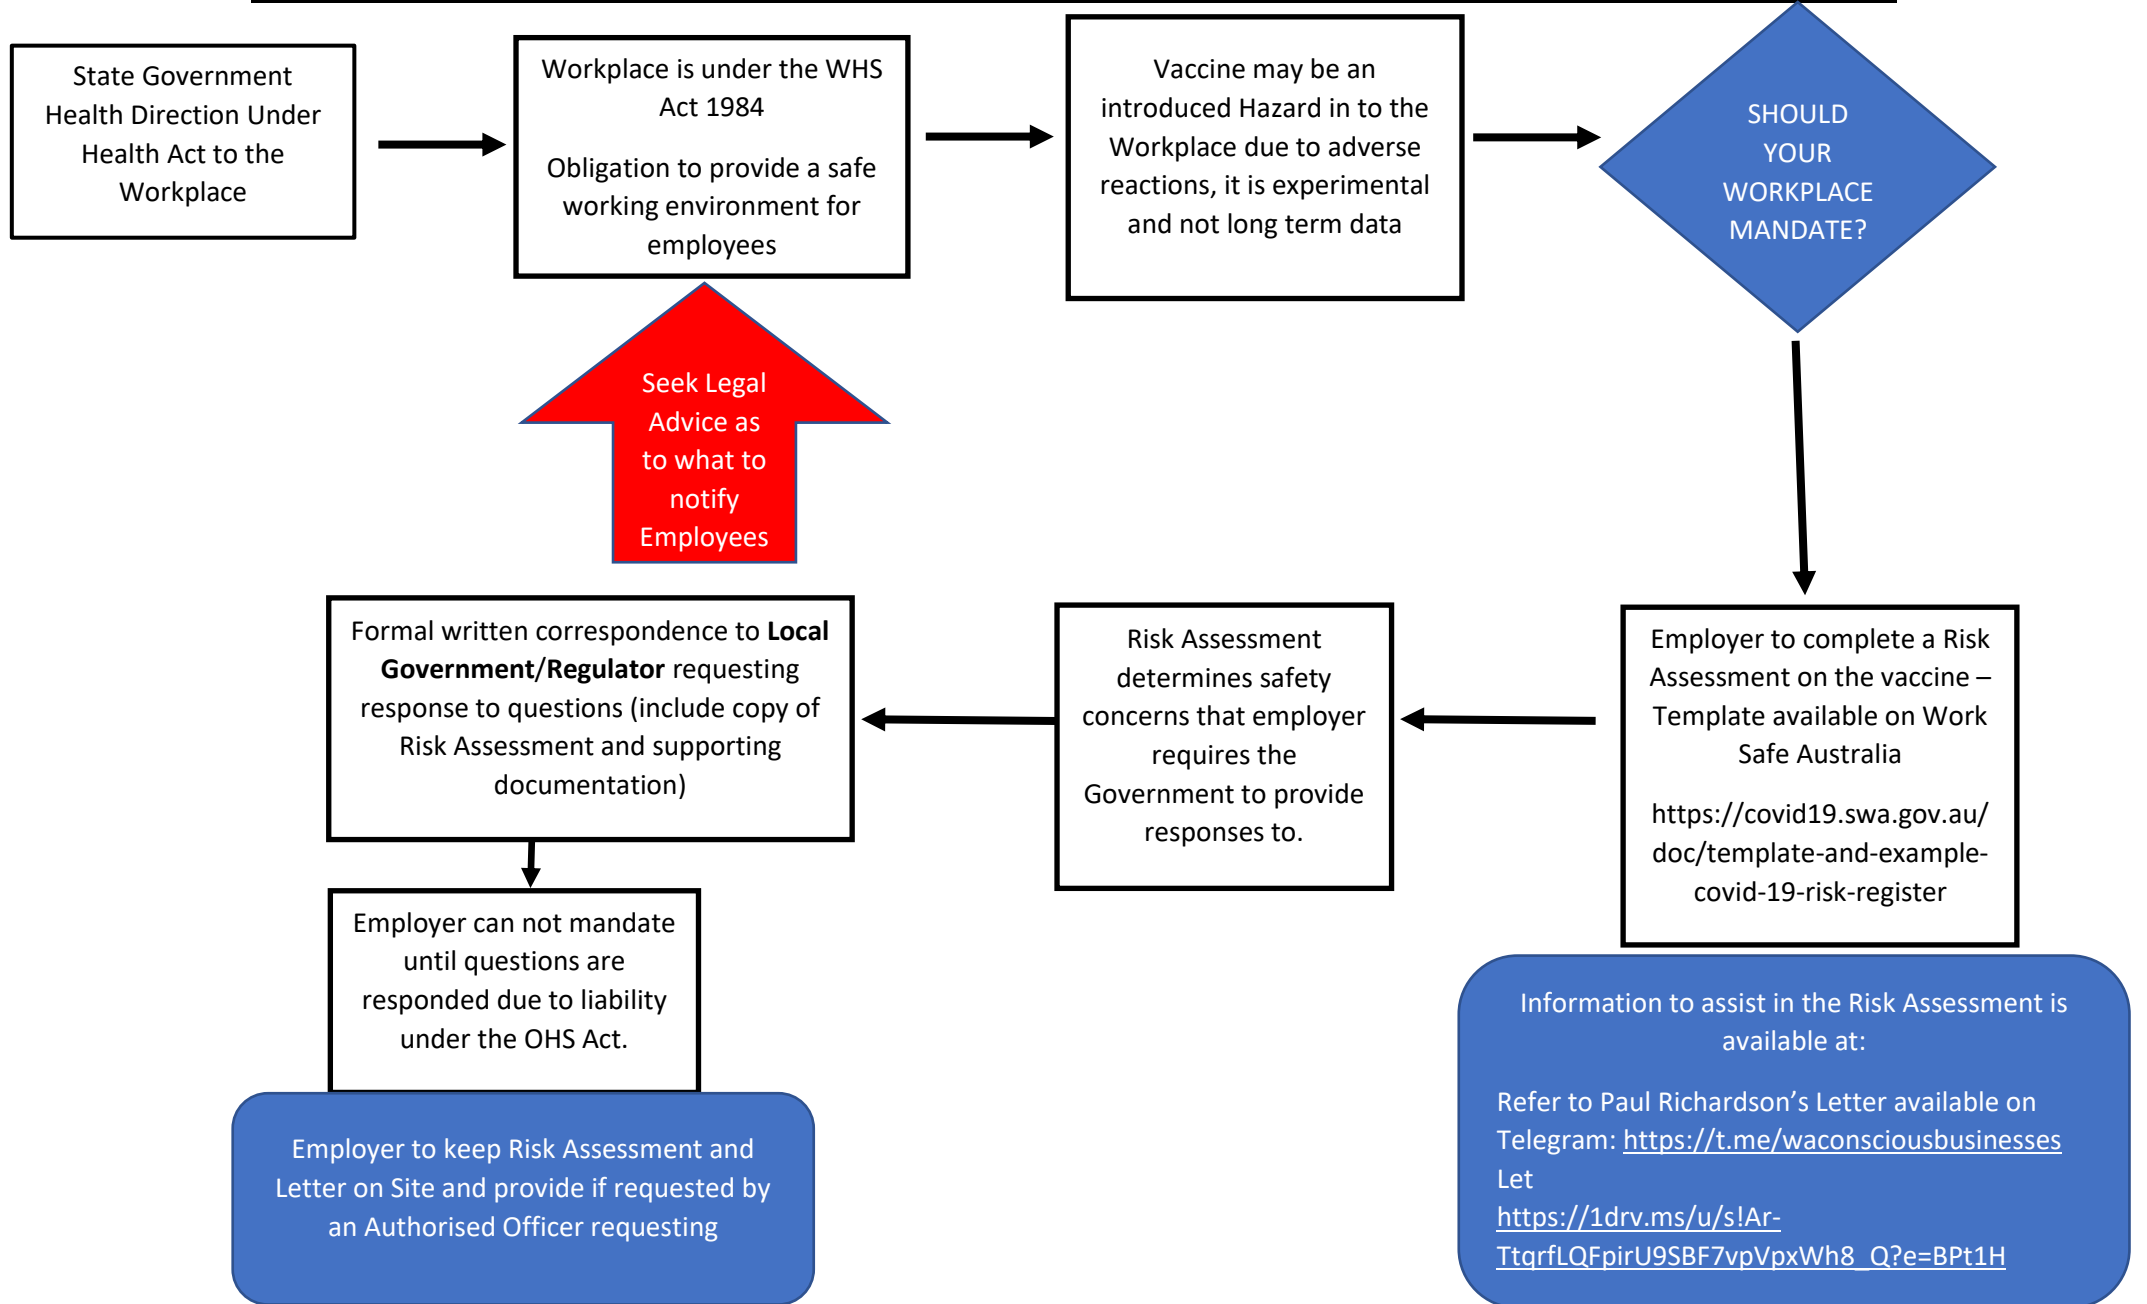 State Government
Health Direction Under
Health Act to the
Workplace
Workplace is under the WHS
Act 1984
Obligation to provide a safe
working environment for
employees
Vaccine may be an
introduced Hazard in to the
Workplace due to adverse
reactions, it is experimental
and not long term data
SHOULD
YOUR
WORKPLACE
MANDATE?
Seek Legal
Advice as
to what to
notify
Employees
Employer to complete a Risk
Assessment on the vaccine –
Template available on Work
Safe Australia
https://covid19.swa.gov.au/
doc/template-and-example-
covid-19-risk-register
Risk Assessment
determines safety
concerns that employer
requires the
Government to provide
responses to.
Formal written correspondence to Local
Government/Regulator requesting
response to questions (include copy of
Risk Assessment and supporting
documentation)
Employer can not mandate
until questions are
responded due to liability
under the OHS Act.
Employer to keep Risk Assessment and
Letter on Site and provide if requested by
an Authorised Officer requesting
Information to assist in the Risk Assessment is
available at:
Refer to Paul Richardson’s Letter available on
Telegram: https://t.me/waconsciousbusinesses
Let
https://1drv.ms/u/s!Ar-
TtqrfLQFpirU9SBF7vpVpxWh8_Q?e=BPt1H